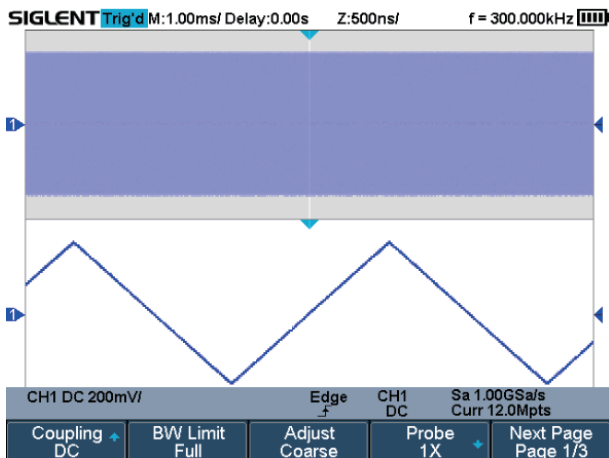 SIGLENT Trig'd M:1.00ms/ Delay:0.00s Z:500ns/ f = 300.000kHz
1
1
CH1 DC 200mV/ Edge CH1 Sa 1.00GSa/s
DC Curr 12.0Mpts
Coupling BW Limit Adjust Probe Next Page
DC Full Coarse 1X Page 1/3